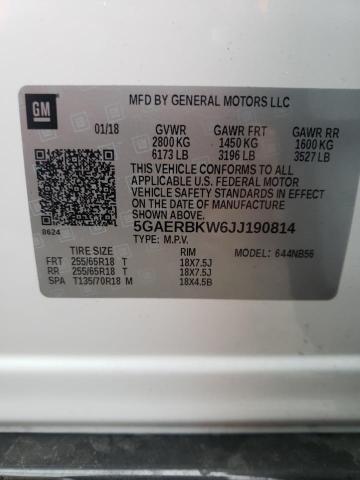 GM
MFD BY GENERAL MOTORS LLC
01/18 GVWR GAWR FRT GAWR RR
2800 KG 1450 KG 1600 KG
6173 LB 3196 LB 3527 LB
THIS VEHICLE CONFORMS TO ALL APPLICABLE
U.S. FEDERAL MOTOR
VEHICLE SAFETY STANDARDS IN EFFECT
ON THE DATE OF MANUFACTURE
SHOWN ABOVE.
8624 5GAERBKW6JJ190814
TYPE: M.P.V.
TIRE SIZE RIM MODEL: 644NB56
FRT 255/65R18 T 18X7.5J
RR 255/65R18 T 18X7.5J
SPA T135/70R18 M 18X4.5B